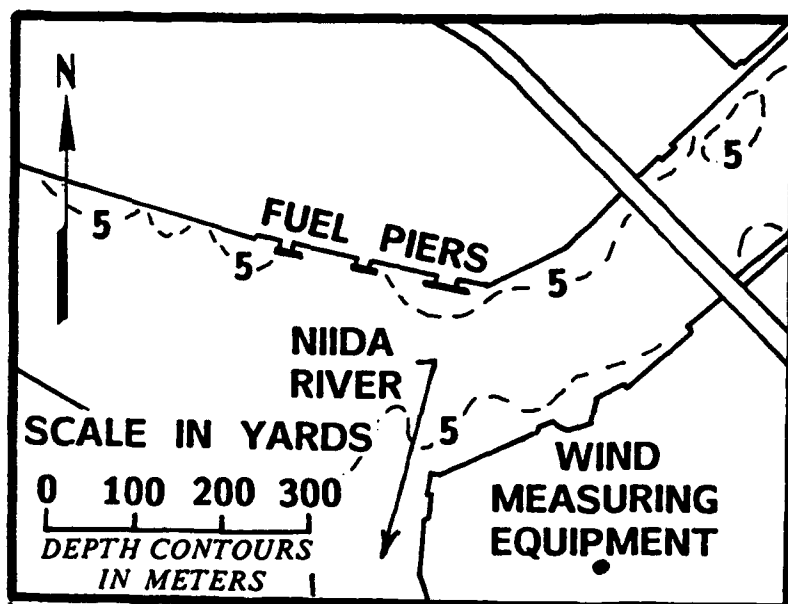 N
5
FUEL PIERS
5
5
5
NIIDA
RIVER
SCALE IN YARDS
5
0 100 200 300
DEPTH CONTOURS
IN METERS
WIND
MEASURING
EQUIPMENT